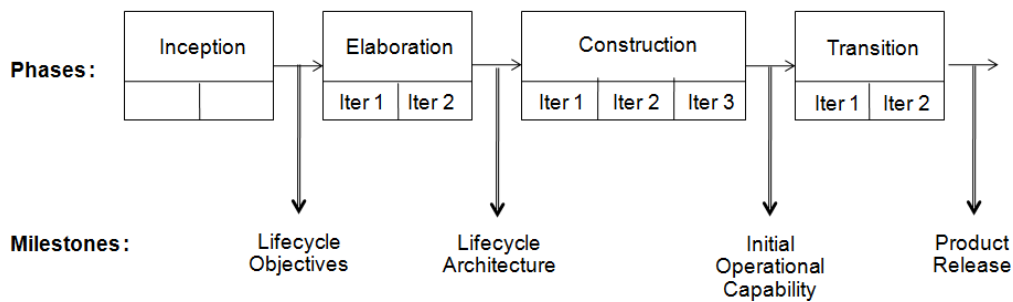 Phases:
Inception
Elaboration
Construction
Transition
Iter 1
Iter 2
Iter 1
Iter 2
Iter 3
Iter 1
Iter 2
Milestones:
Lifecycle
Objectives
Lifecycle
Architecture
Initial
Operational
Capability
Product
Release